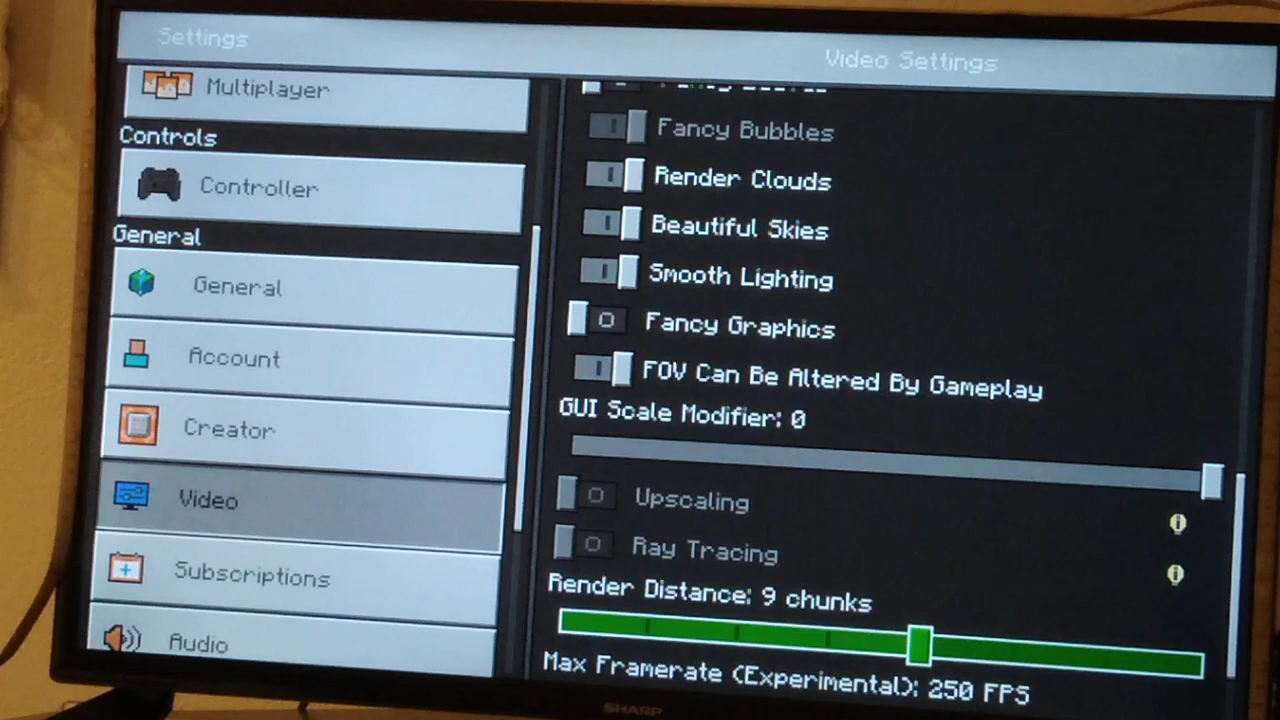 Settings
Video Settings
Multiplayer
Controls
Controller
General
General
Account
Creator
Video
Subscriptions
Audio
Fancy Bubbles
Render Clouds
Beautiful Skies
Smooth Lighting
Fancy Graphics
FOV Can Be Altered By Gameplay
GUI Scale Modifier: 0
Upscaling
Ray Tracing
Render Distance: 9 chunks
Max Framerate (Experimental): 250 FPS
SHARP